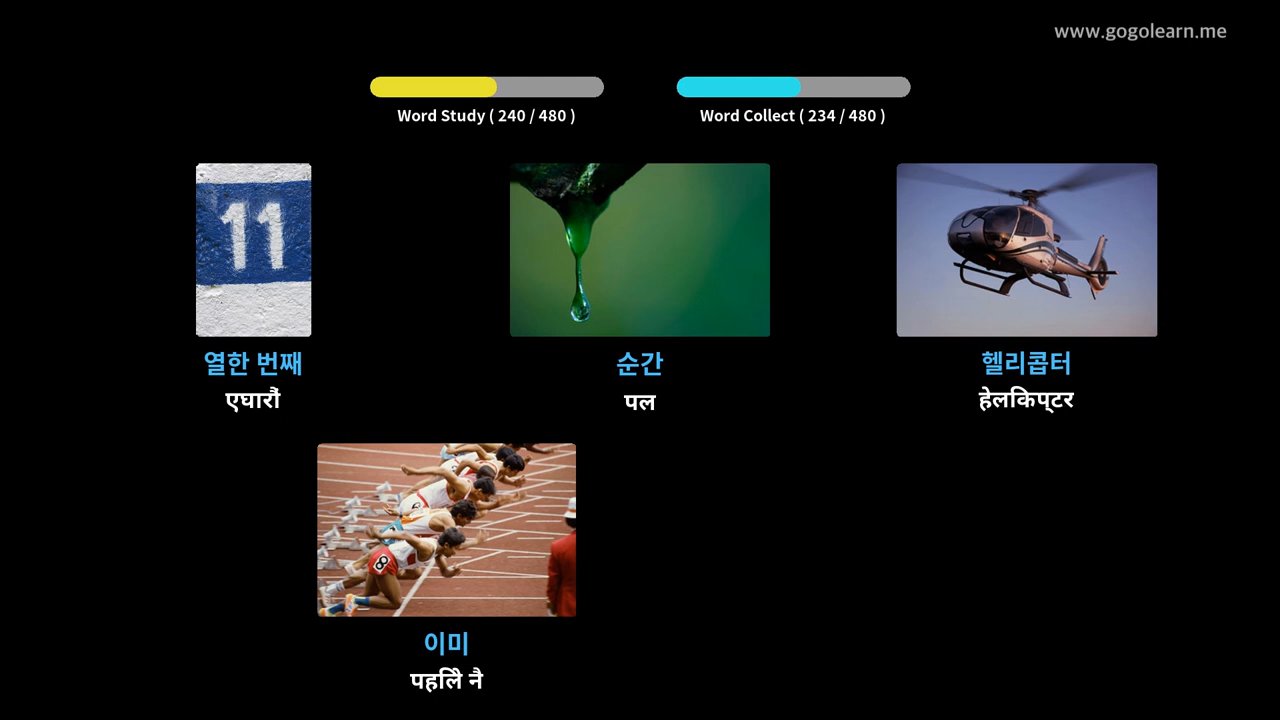 www.gogolearn.me
Word Study ( 240 / 480 )
Word Collect ( 234 / 480 )
11
열한 번째
एघारौं
순간
पल
헬리콥터
हेलकिप्टर
8
이미
पहलिे नै